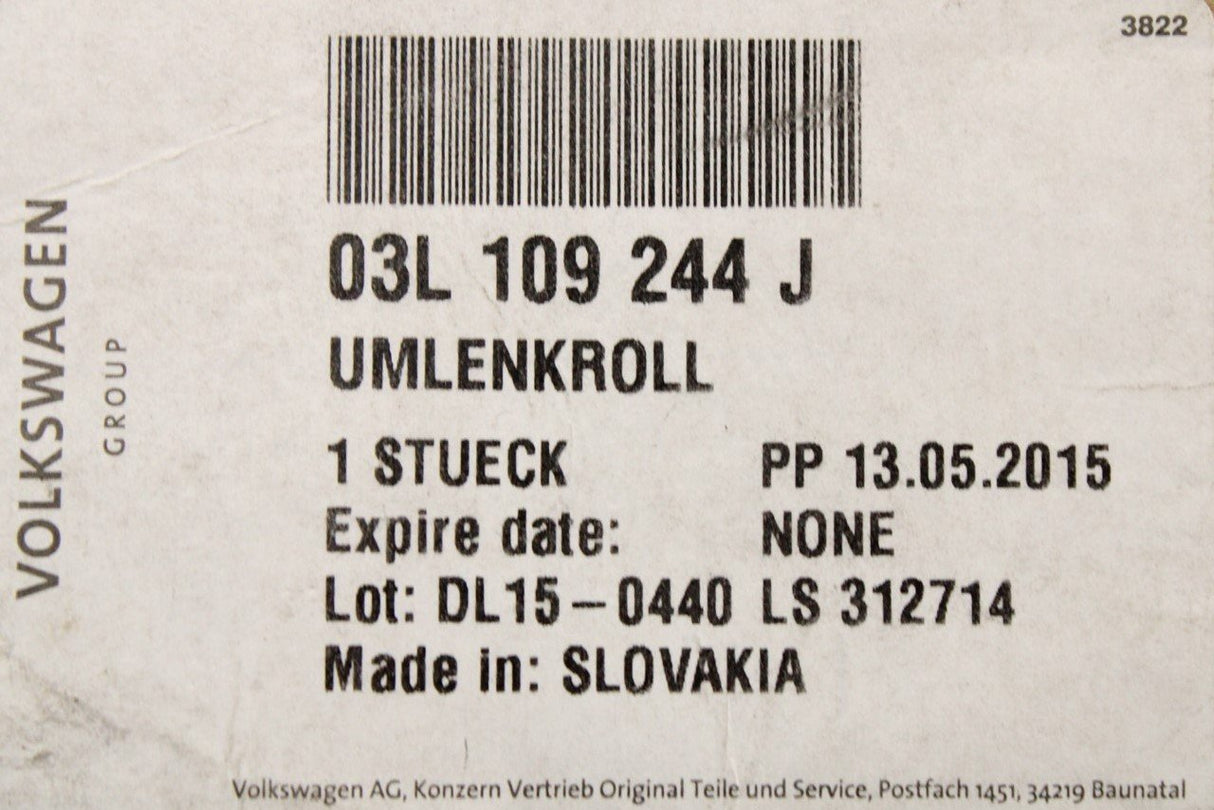 3822
03L 109 244 J
UMLENKROLL
1 STUECK PP 13.05.2015
Expire date: NONE
Lot: DL15-0440 LS 312714
Made in: SLOVAKIA
VOLKSWAGEN
GROUP
Volkswagen AG, Konzern Vertrieb Original Teile und Service, Postfach 1451, 34219 Baunatal